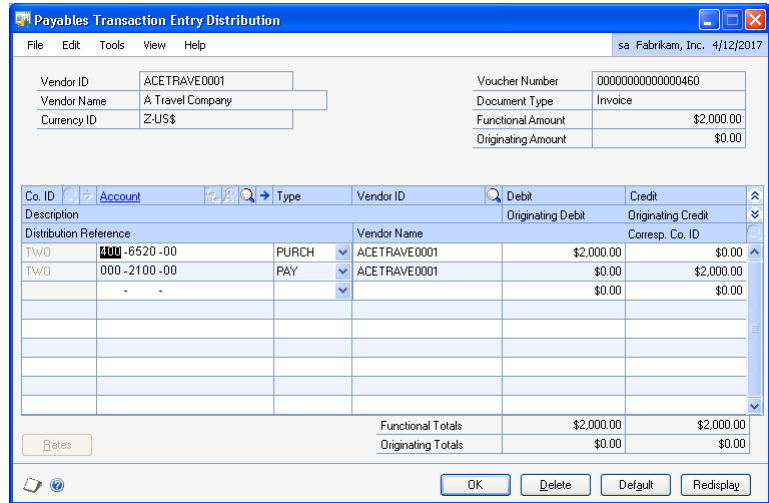 Payables Transaction Entry Distribution
File Edit Tools View Help sa Fabrikam, Inc. 4/12/2017
Vendor ID ACETRAVE0001 Voucher Number 00000000000000460
Vendor Name A Travel Company Document Type Invoice
Currency ID Z-US$ Functional Amount $2,000.00
Originating Amount $0.00
Co. ID Account Type Vendor ID Debit Credit
Description Originating Debit Originating Credit
Distribution Reference Vendor Name Corresp. Co. ID
TWO 400 -6520 -00 PURCH ACETRAVE0001 $2,000.00 $0.00
TWO 000 -2100 -00 PAY ACETRAVE0001 $0.00 $2,000.00
- - $0.00 $0.00
Functional Totals $2,000.00 $2,000.00
Rates Originating Totals $0.00 $0.00
OK Delete Default Redisplay